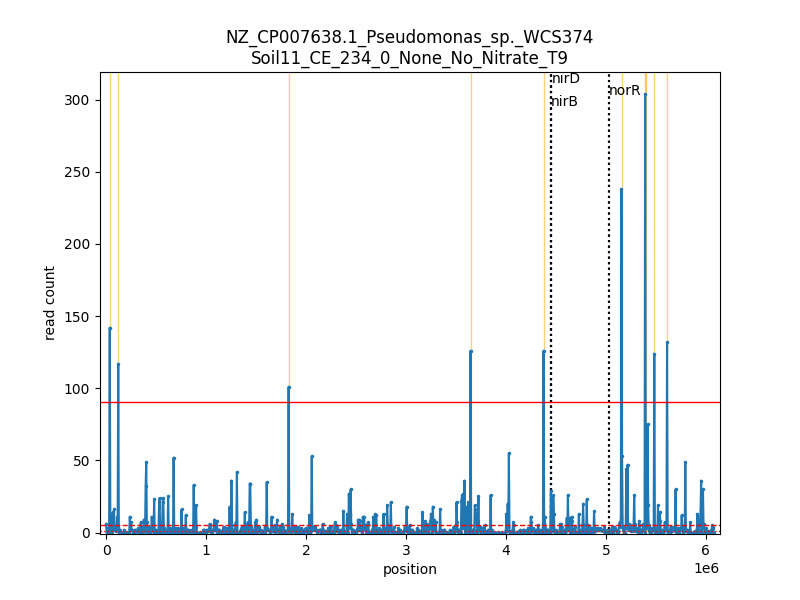 NZ_CP007638.1_Pseudomonas_sp._WCS374
Soil11_CE_234_0_None_No_Nitrate_T9
nirD
norR
nirB
300
250
200
150
100
50
0
read count
0 1 2 3 4 5 6
1e6
position